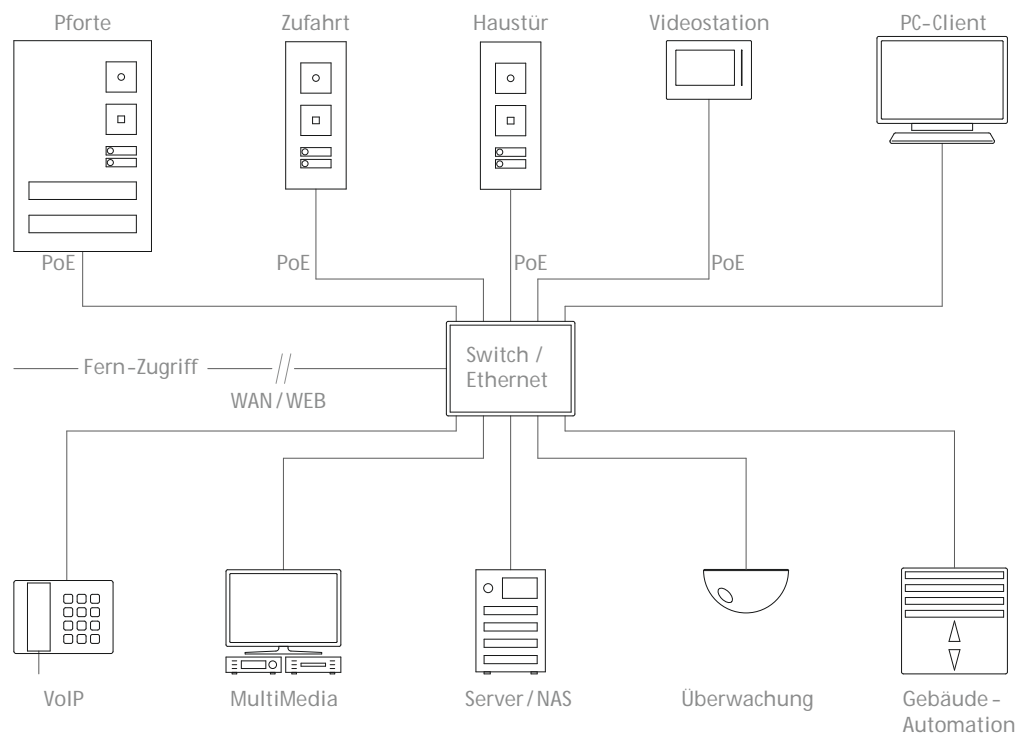 Pforte
Zufahrt
Haustür
Videostation
PC-Client
PoE
PoE
PoE
PoE
Switch /
Ethernet
Fern-Zugriff
WAN/WEB
VoIP
MultiMedia
Server/NAS
Überwachung
Gebäude-
Automation